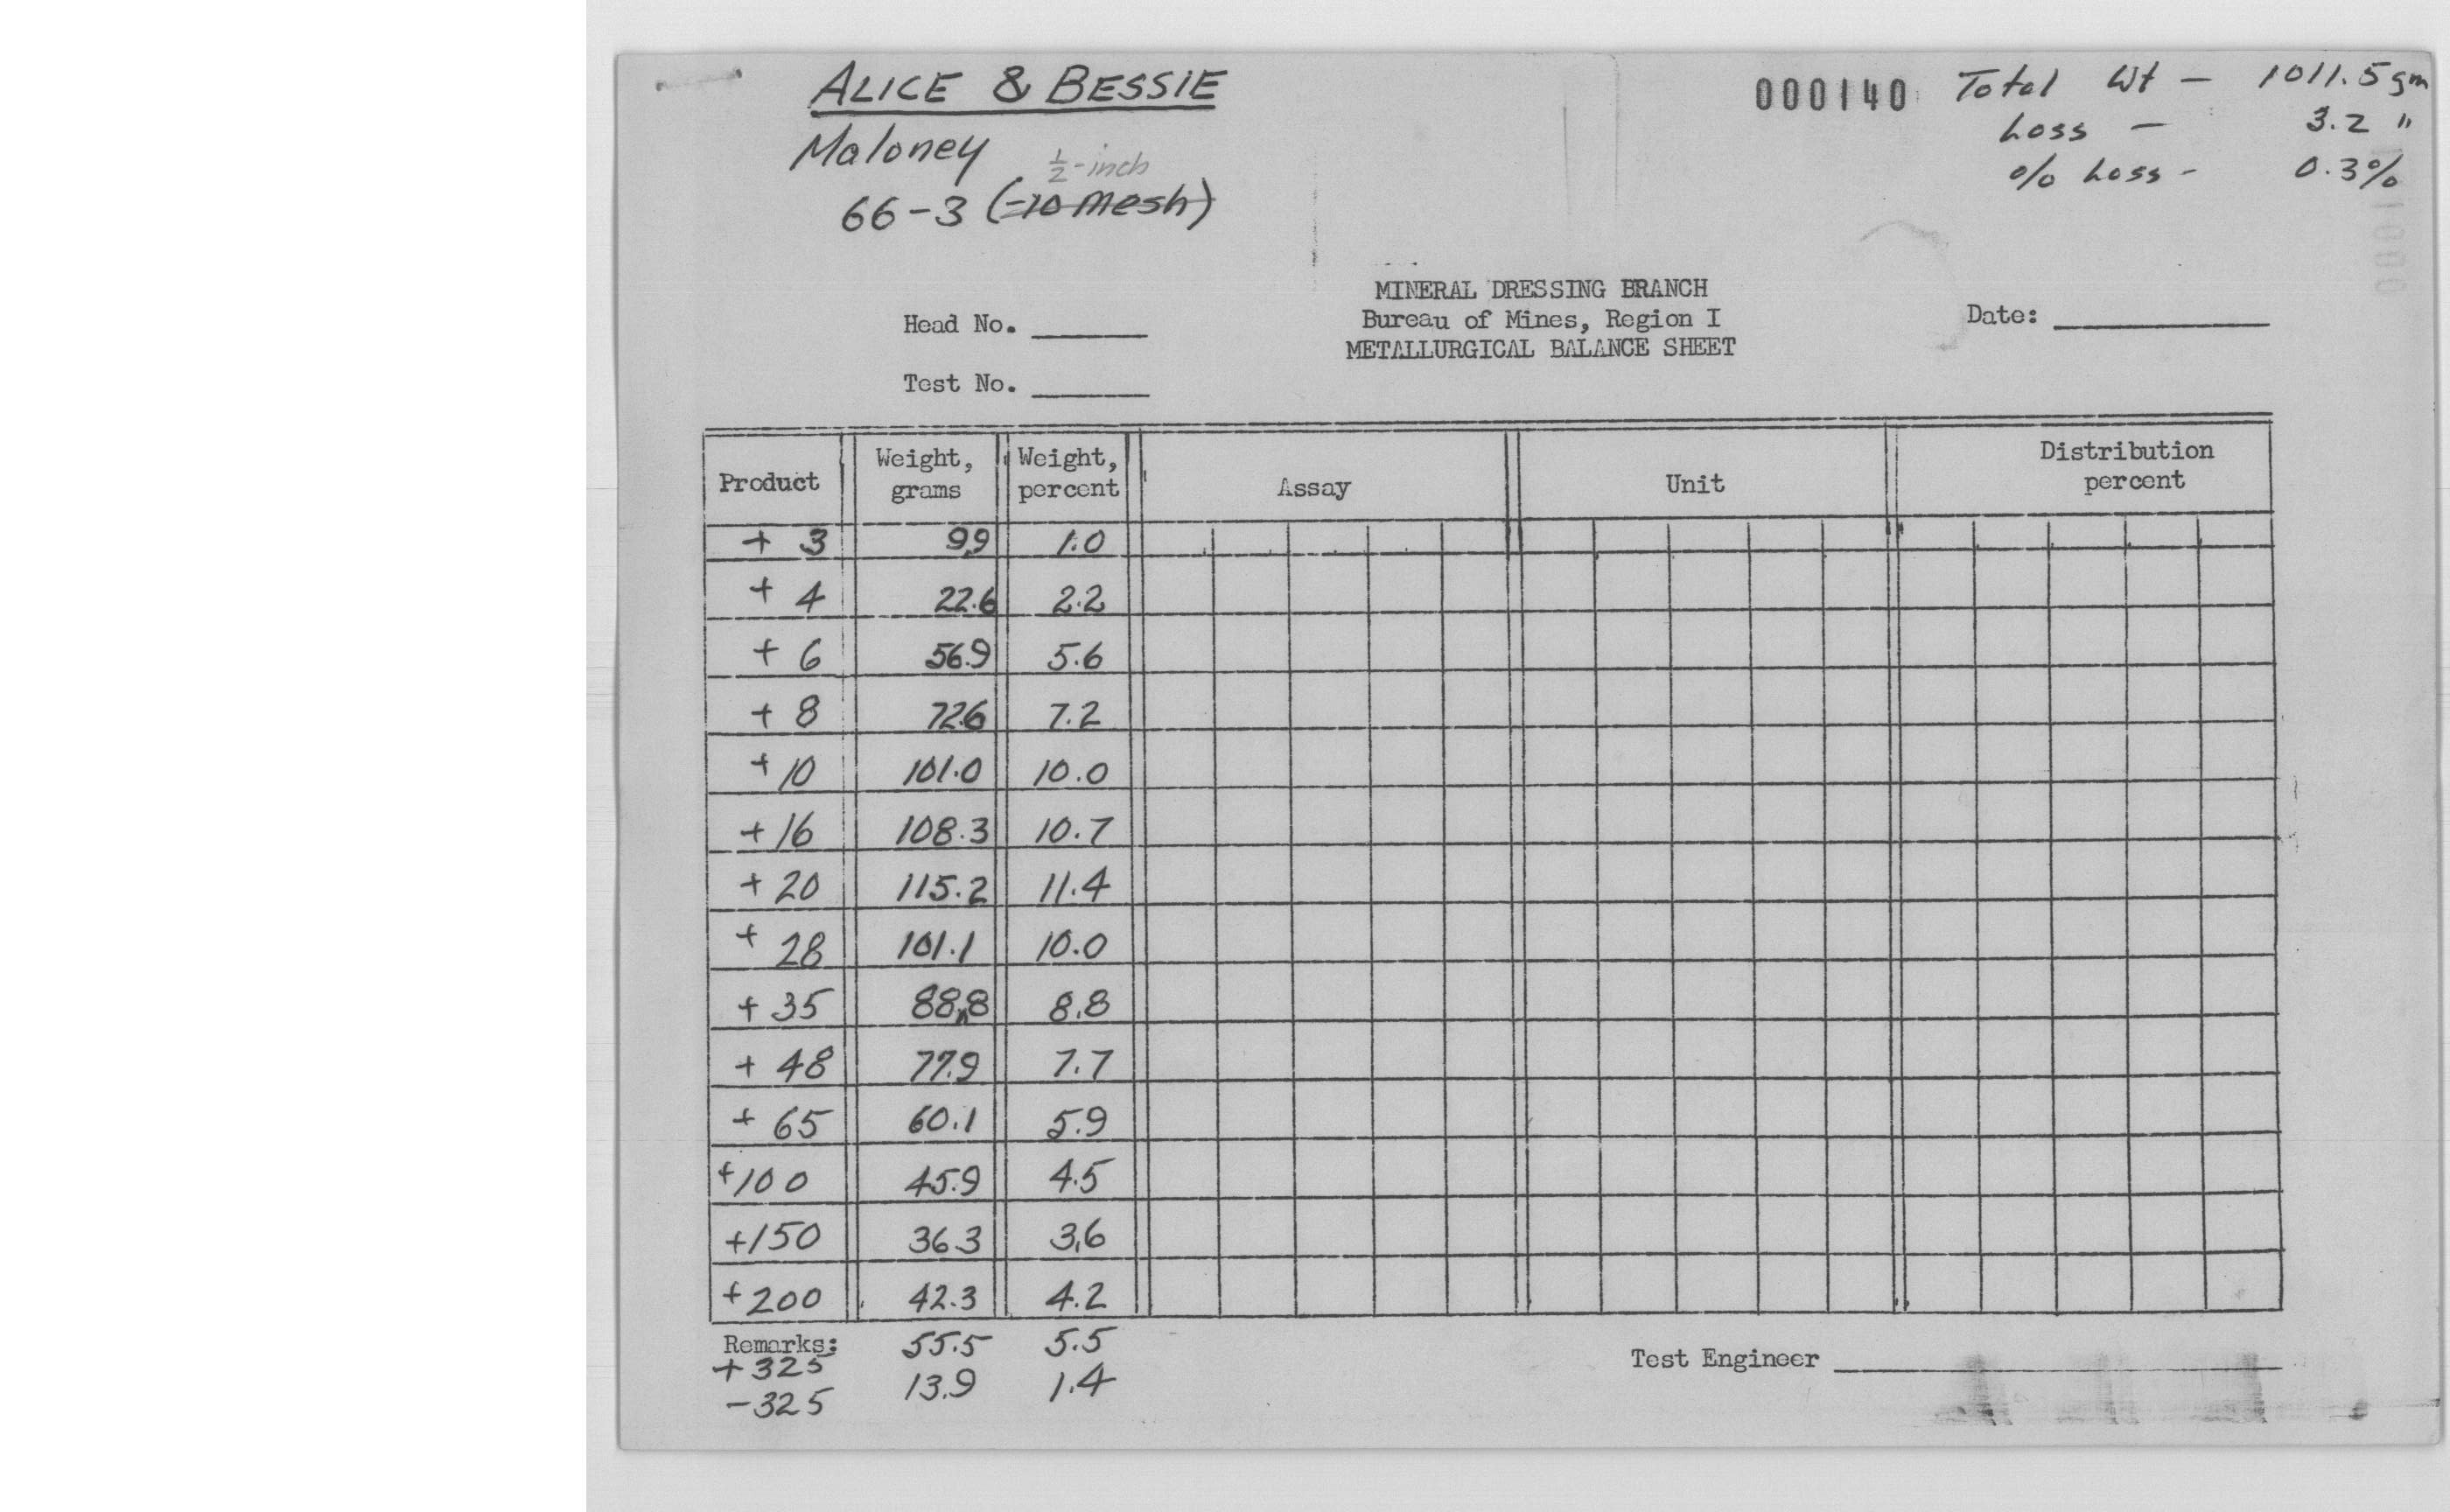 ALICE & BESSIE
Maloney
½-inch
66-3 (-10 mesh)
000140
Total Wt - 1011.5 gm
Loss - 3.2 "
% Loss - 0.3%
MINERAL DRESSING BRANCH
Bureau of Mines, Region I
METALLURGICAL BALANCE SHEET
Head No.
Test No.
Date:
Product Weight, grams Weight, percent Assay Unit Distribution percent
+ 3 9.9 1.0
+ 4 22.6 2.2
+ 6 56.9 5.6
+ 8 72.6 7.2
+ 10 101.0 10.0
+ 16 108.3 10.7
+ 20 115.2 11.4
+ 28 101.1 10.0
+ 35 88.8 8.8
+ 48 77.9 7.7
+ 65 60.1 5.9
+100 45.9 4.5
+150 36.3 3.6
+200 42.3 4.2
Remarks:
+325 55.5 5.5
-325 13.9 1.4
Test Engineer